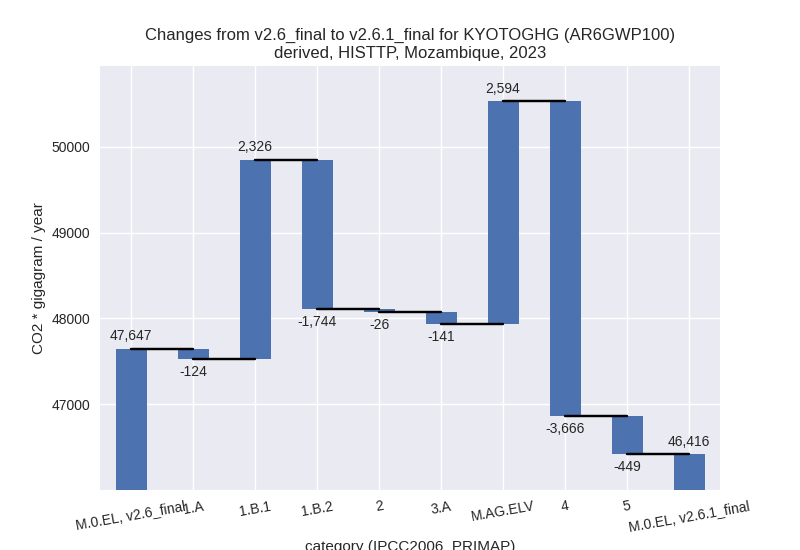 Changes from v2.6_final to v2.6.1_final for KYOTOGHG (AR6GWP100)
derived, HISTTP, Mozambique, 2023
CO2 * gigagram / year
50000
49000
48000
47000
47,647
-124
2,326
-1,744
-26
-141
2,594
-3,666
-449
46,416
M.0.EL, v2.6_final
1.A
1.B.1
1.B.2
2
3.A
M.AG.ELV
4
5
M.0.EL, v2.6.1_final
category (IPCC2006_PRIMAP)